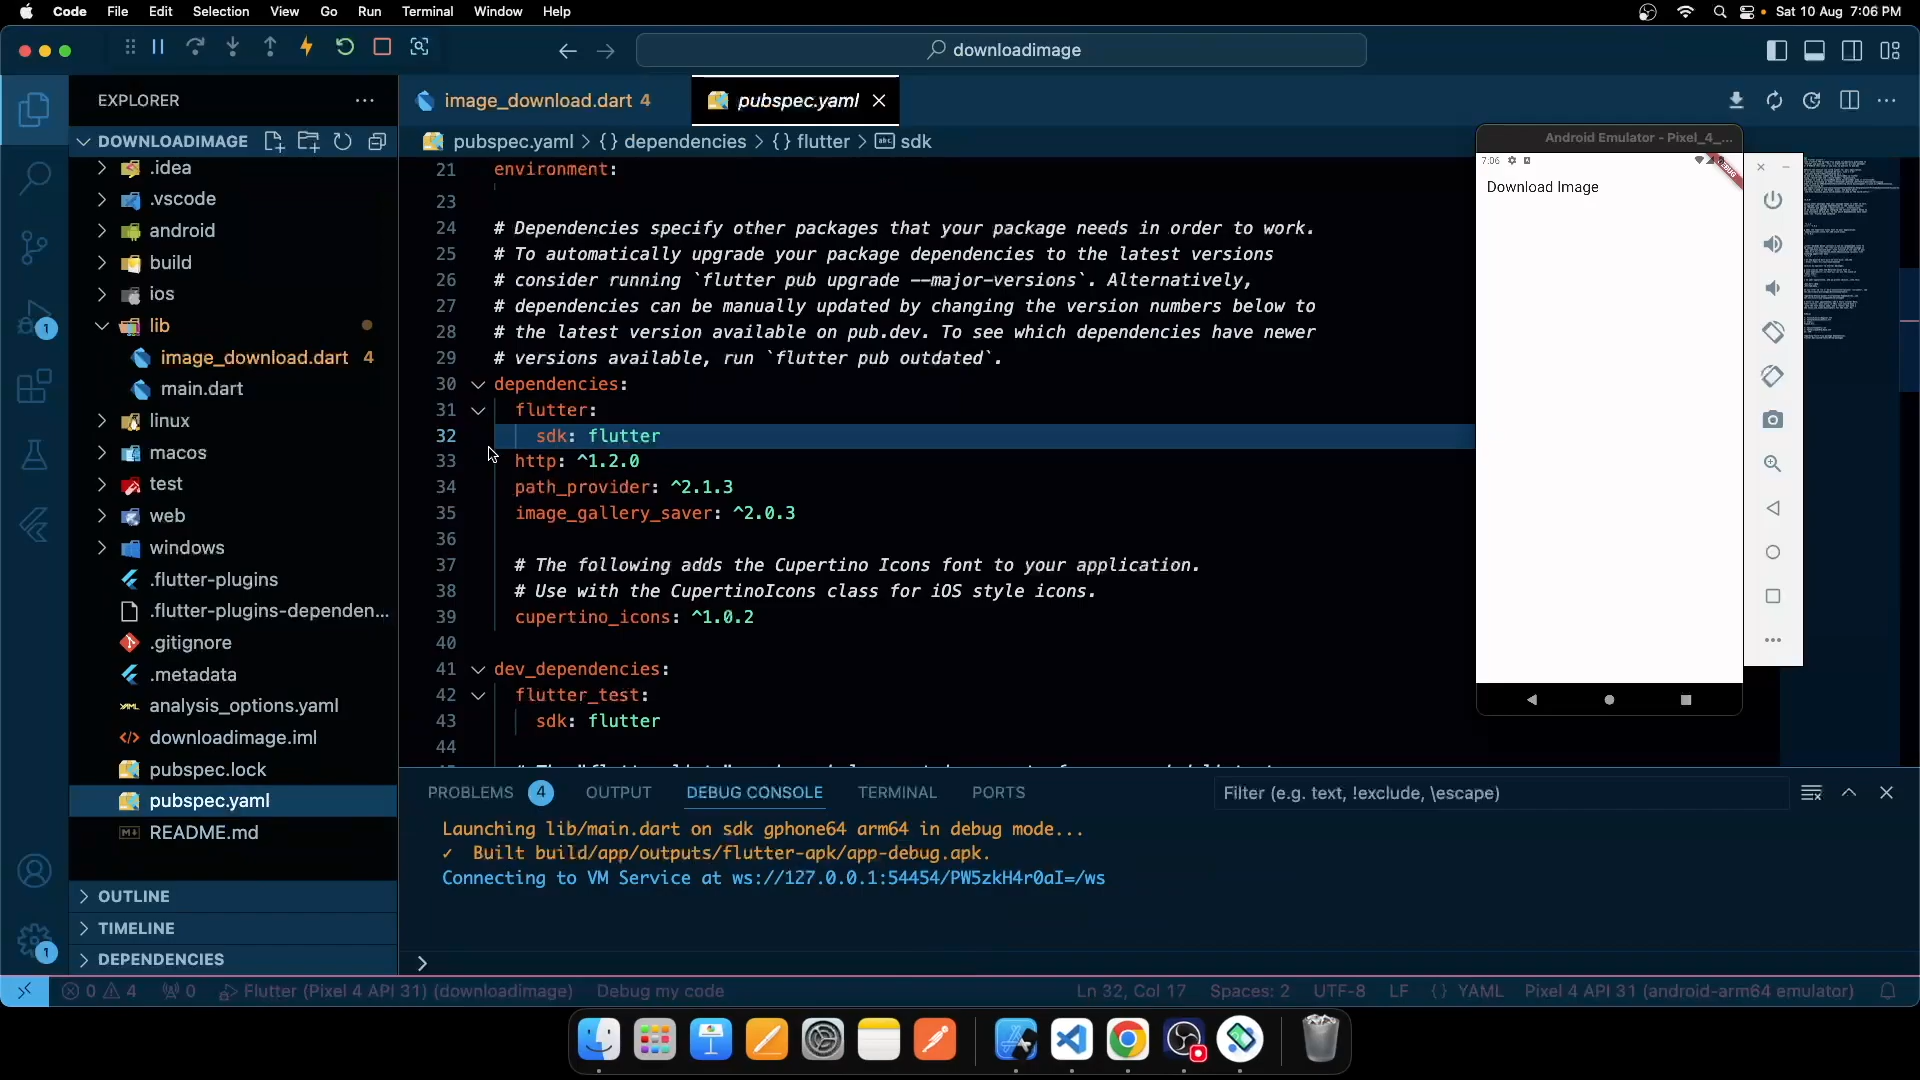 Code File Edit Selection View Go Run Terminal Window Help
Sat 10 Aug 7:06 PM
downloadimage
EXPLORER
DOWNLOADIMAGE
.idea
.vscode
android
build
ios
lib
image_download.dart 4
main.dart
linux
macos
test
web
windows
.flutter-plugins
.flutter-plugins-dependen...
.gitignore
.metadata
analysis_options.yaml
downloadimage.iml
pubspec.lock
pubspec.yaml
README.md
OUTLINE
TIMELINE
DEPENDENCIES
1
1
image_download.dart 4
pubspec.yaml
pubspec.yaml > {} dependencies > {} flutter > abc sdk
21 environment:
23
24 # Dependencies specify other packages that your package needs in order to work.
25 # To automatically upgrade your package dependencies to the latest versions
26 # consider running `flutter pub upgrade --major-versions`. Alternatively,
27 # dependencies can be manually updated by changing the version numbers below to
28 # the latest version available on pub.dev. To see which dependencies have newer
29 # versions available, run `flutter pub outdated`.
30 dependencies:
31 flutter:
32 sdk: flutter
33 http: ^1.2.0
34 path_provider: ^2.1.3
35 image_gallery_saver: ^2.0.3
36
37 # The following adds the Cupertino Icons font to your application.
38 # Use with the CupertinoIcons class for iOS style icons.
39 cupertino_icons: ^1.0.2
40
41 dev_dependencies:
42 flutter_test:
43 sdk: flutter
44
Android Emulator - Pixel_4_...
7:06
DEBUG
Download Image
PROBLEMS 4 OUTPUT DEBUG CONSOLE TERMINAL PORTS
Filter (e.g. text, !exclude, \escape)
Launching lib/main.dart on sdk gphone64 arm64 in debug mode...
✓ Built build/app/outputs/flutter-apk/app-debug.apk.
Connecting to VM Service at ws://127.0.0.1:54454/PW5zkH4r0aI=/ws
0 4 0 Flutter (Pixel 4 API 31) (downloadimage) Debug my code
Ln 32, Col 17 Spaces: 2 UTF-8 LF {} YAML Pixel 4 API 31 (android-arm64 emulator)